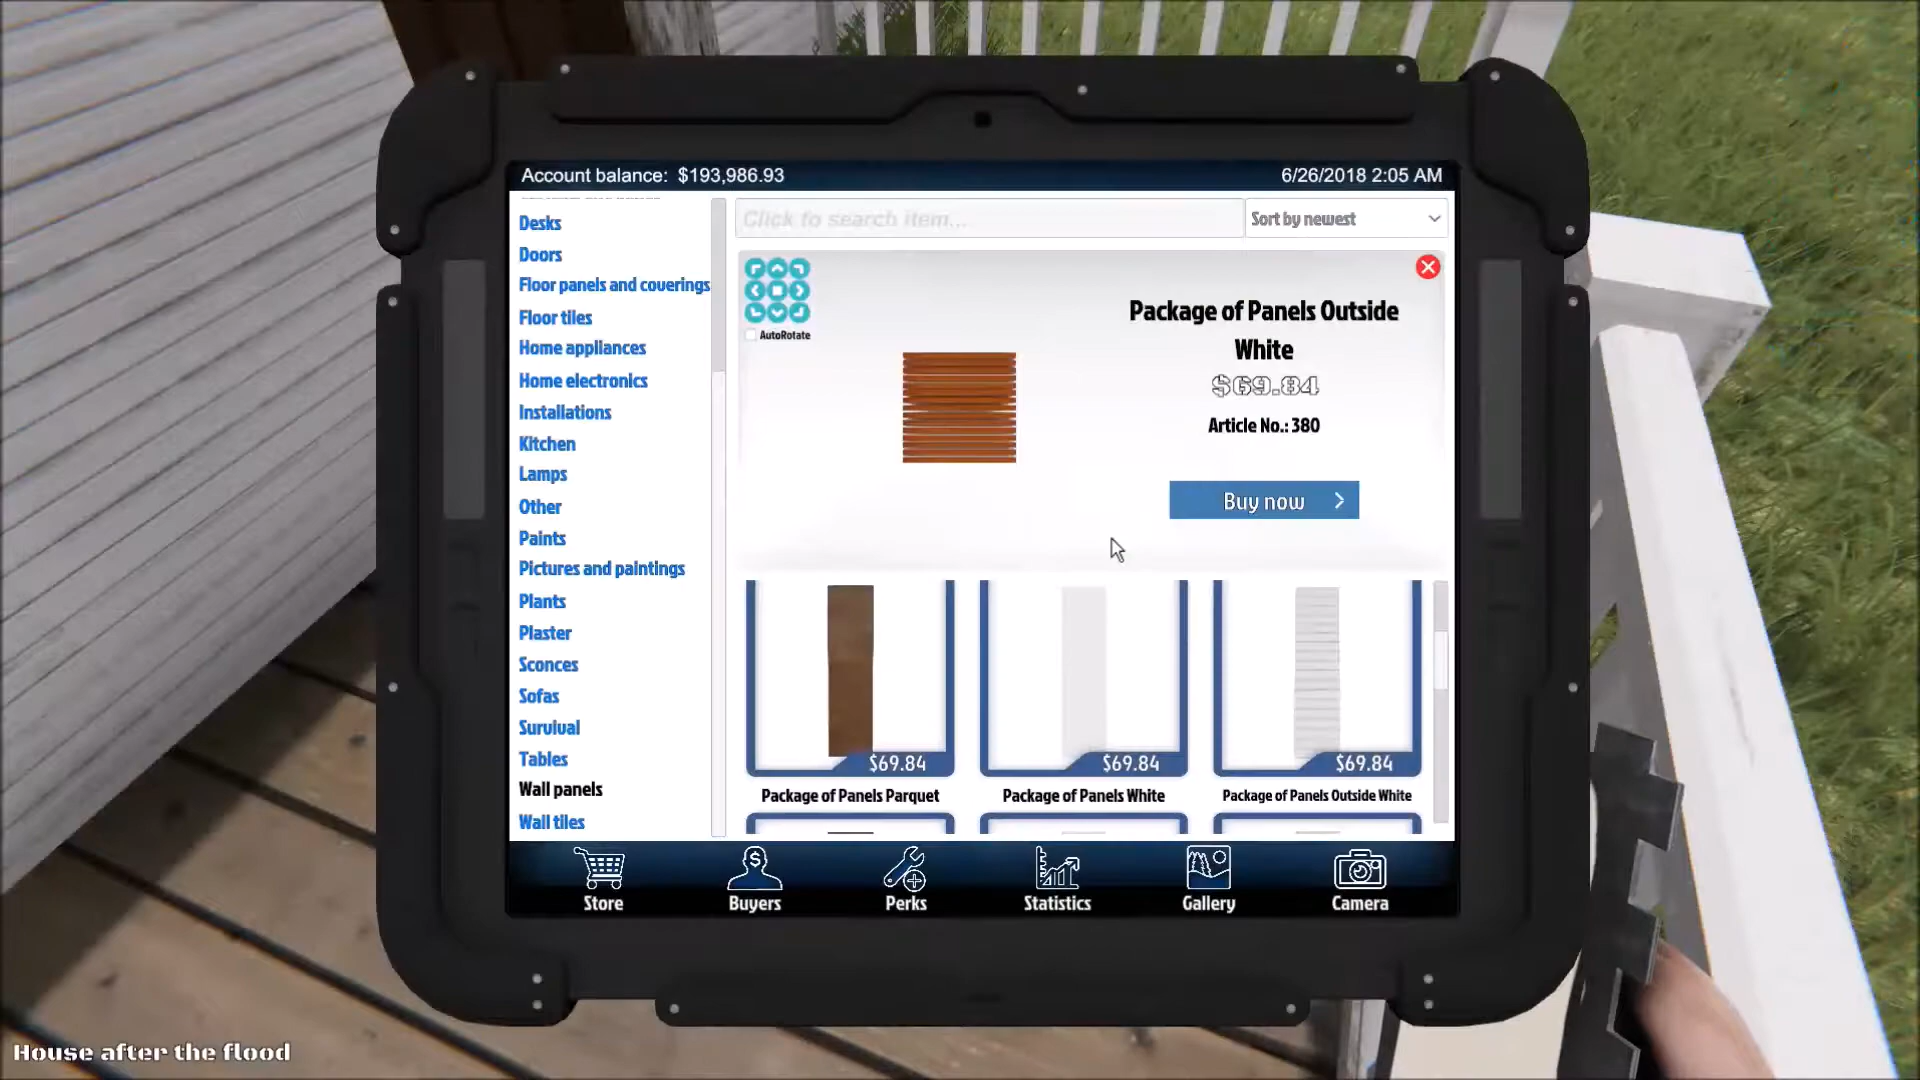 Account balance: $193,986.93
6/26/2018 2:05 AM
Desks
Doors
Floor panels and coverings
Floor tiles
Home appliances
Home electronics
Installations
Kitchen
Lamps
Other
Paints
Pictures and paintings
Plants
Plaster
Sconces
Sofas
Survival
Tables
Wall panels
Wall tiles
Click to search item...
Sort by newest
AutoRotate
Package of Panels Outside
White
$69.84
Article No.: 380
Buy now
$69.84
$69.84
$69.84
Package of Panels Parquet
Package of Panels White
Package of Panels Outside White
Store
Buyers
Perks
Statistics
Gallery
Camera
House after the flood